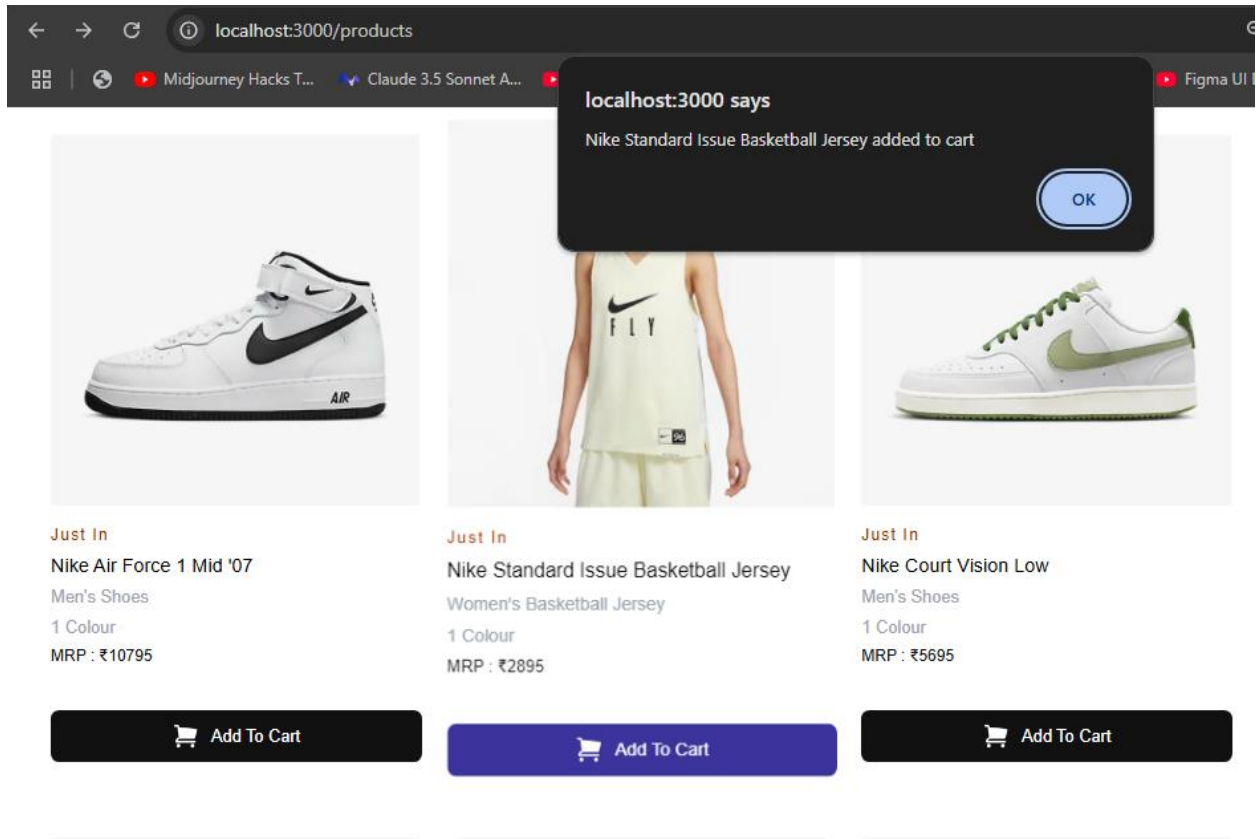 localhost:3000/products
Midjourney Hacks T...
Claude 3.5 Sonnet A...
Figma UI
localhost:3000 says
Nike Standard Issue Basketball Jersey added to cart
OK
AIR
FLY
96
Just In
Nike Air Force 1 Mid '07
Men's Shoes
1 Colour
MRP : ₹10795
Add To Cart
Just In
Nike Standard Issue Basketball Jersey
Women's Basketball Jersey
1 Colour
MRP : ₹2895
Add To Cart
Just In
Nike Court Vision Low
Men's Shoes
1 Colour
MRP : ₹5695
Add To Cart